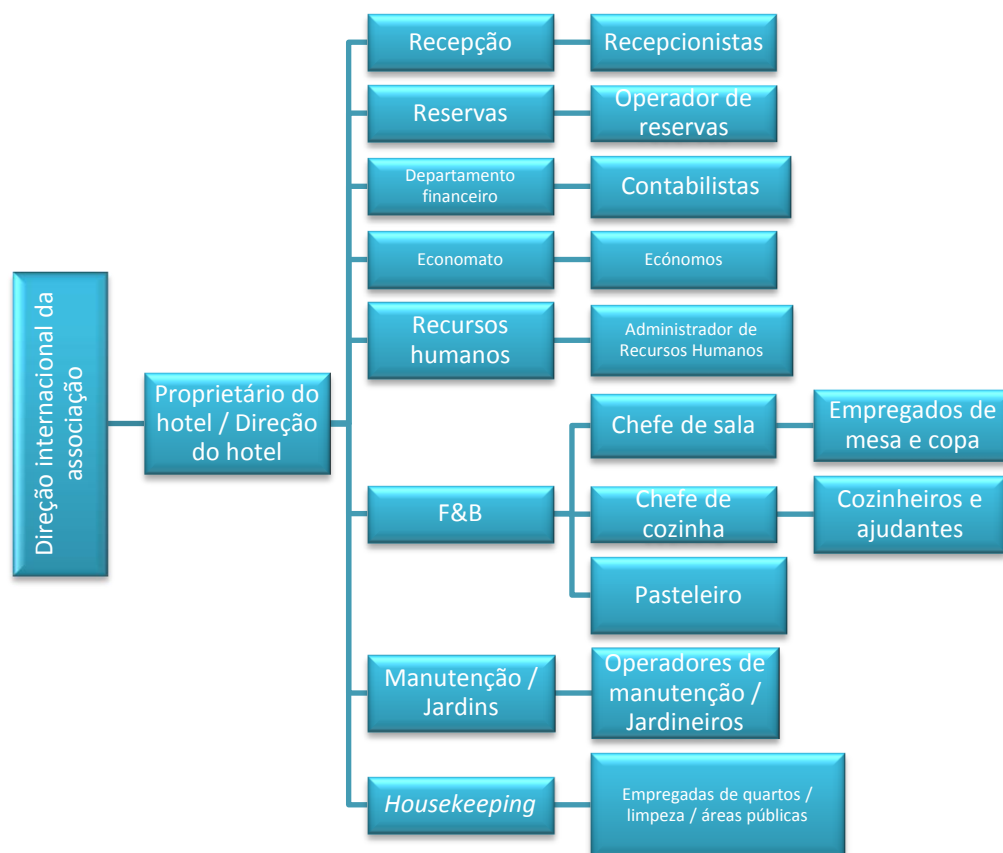 Direção internacional da
associação
Proprietário do
hotel / Direção
do hotel
Recepção
Recepcionistas
Reservas
Operador de
reservas
Departamento
financeiro
Contabilistas
Economato
Ecónomos
Recursos
humanos
Administrador de
Recursos Humanos
F&B
Chefe de sala
Empregados de
mesa e copa
Chefe de
cozinha
Cozinheiros e
ajudantes
Pasteleiro
Manutenção /
Jardins
Operadores de
manutenção /
Jardineiros
Housekeeping
Empregadas de quartos /
limpeza / áreas públicas